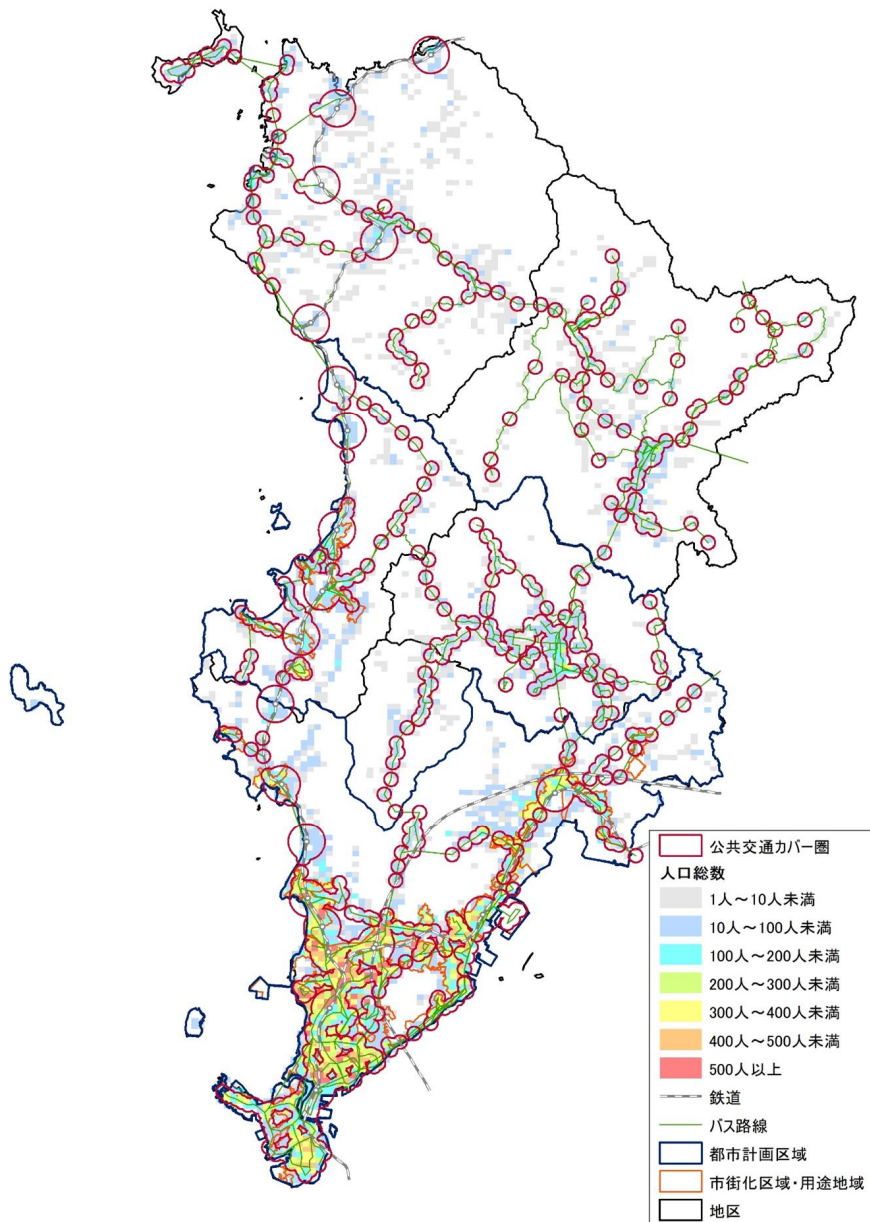 公共交通カバー圏
人口総数
1人～10人未満
10人～100人未満
100人～200人未満
200人～300人未満
300人～400人未満
400人～500人未満
500人以上
鉄道
バス路線
都市計画区域
市街化区域・用途地域
地区